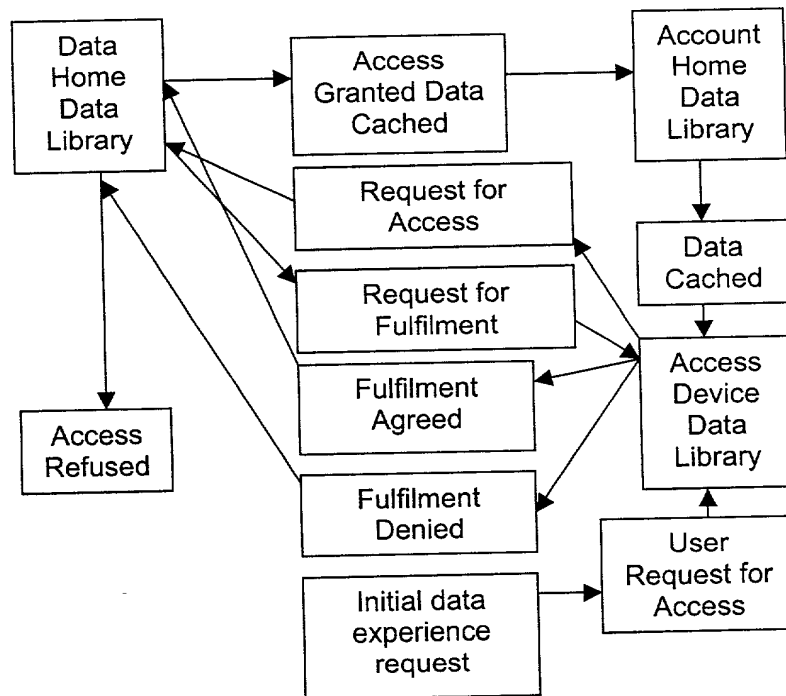 Data
Home
Data
Library
Access
Granted Data
Cached
Account
Home
Data
Library
Request for
Access
Data
Cached
Request for
Fulfilment
Access
Device
Data
Library
Fulfilment
Agreed
Access
Refused
Fulfilment
Denied
User
Request for
Access
Initial data
experience
request